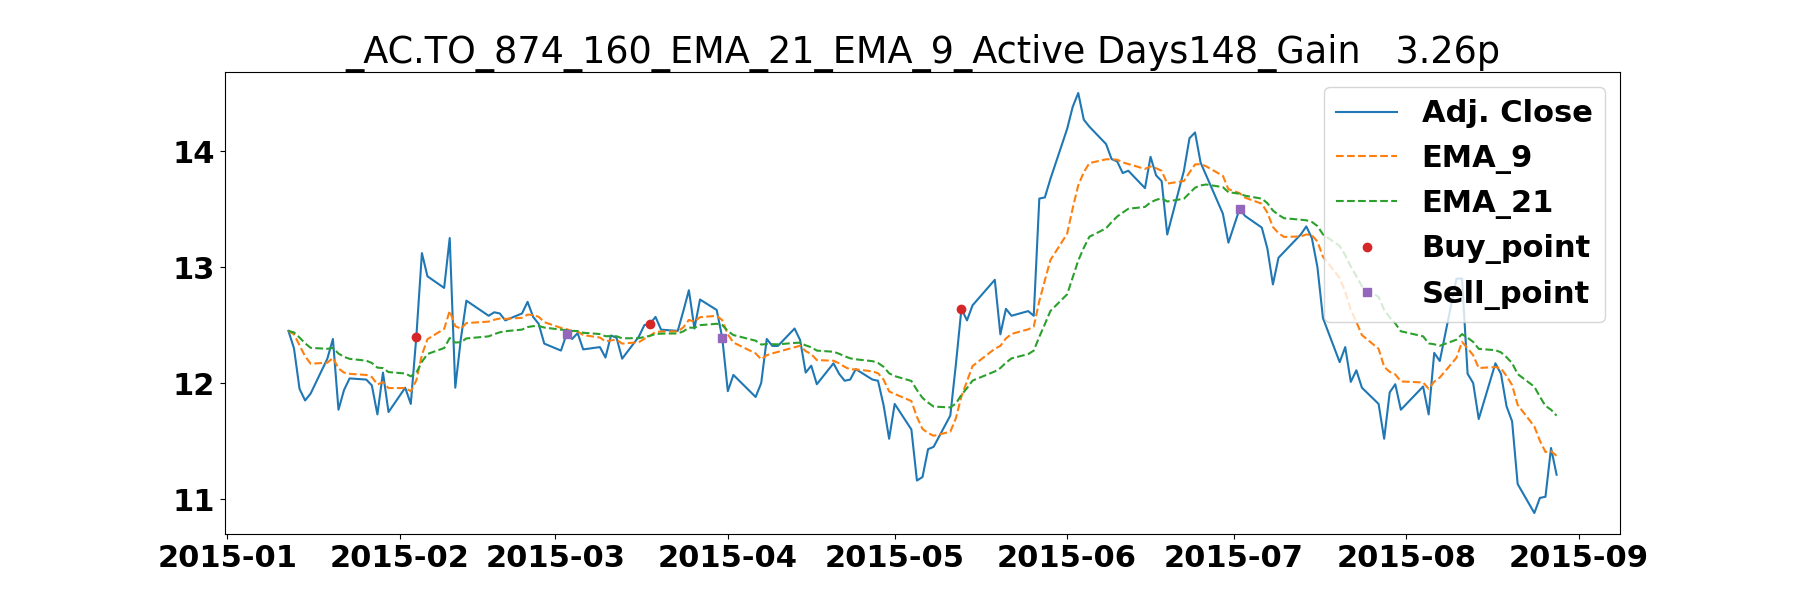 _AC.TO_874_160_EMA_21_EMA_9_Active Days148_Gain   3.26p
Adj. Close
EMA_9
EMA_21
Buy_point
Sell_point
14
13
12
11
2015-01 2015-02 2015-03 2015-04 2015-05 2015-06 2015-07 2015-08 2015-09